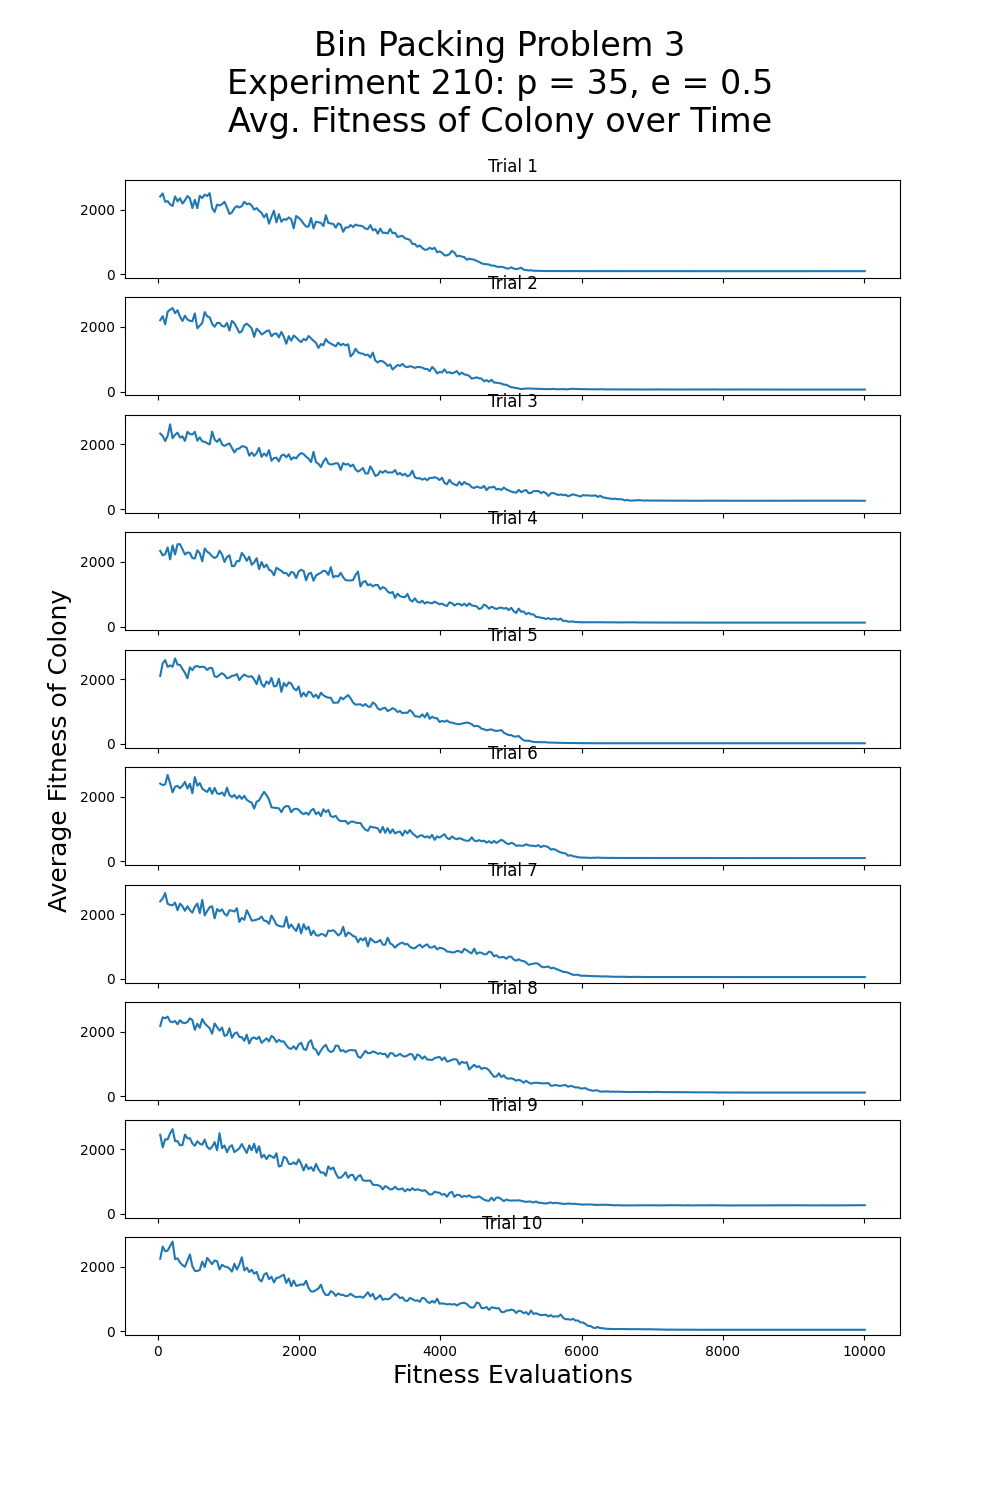 Bin Packing Problem 3
Experiment 210: p = 35, e = 0.5
Avg. Fitness of Colony over Time
Average Fitness of Colony
Trial 1
2000
0
Trial 2
2000
0
Trial 3
2000
0
Trial 4
2000
0
Trial 5
2000
0
Trial 6
2000
0
Trial 7
2000
0
Trial 8
2000
0
Trial 9
2000
0
Trial 10
2000
0
0 2000 4000 6000 8000 10000
Fitness Evaluations